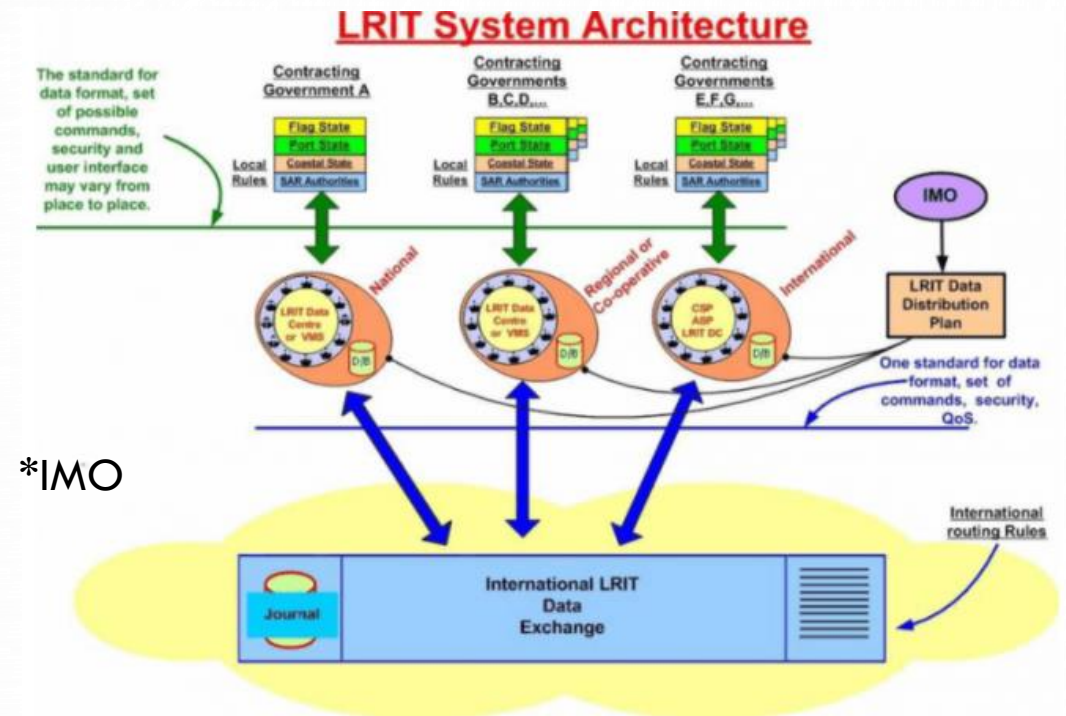 LRIT System Architecture
The standard for
data format, set
of possible
commands,
security and
user interface
may vary from
place to place.
Contracting
Government A
Flag State
Port State
Coastal State
SAR Authorities
Local
Rules
Contracting
Governments
B,C,D,...
Flag State
Port State
Coastal State
SAR Authorities
Local
Rules
Contracting
Governments
E,F,G,...
Flag State
Port State
Coastal State
SAR Authorities
Local
Rules
IMO
LRIT Data
Distribution
Plan
National
LRIT Data
Centre
or VMS
D/B
Regional or
Co-operative
LRIT Data
Centre
or VMS
D/B
International
CSP
ASP
LRIT DC
D/B
One standard for data
format, set of
commands, security,
QoS.
*IMO
International
routing Rules
Journal
International LRIT
Data
Exchange